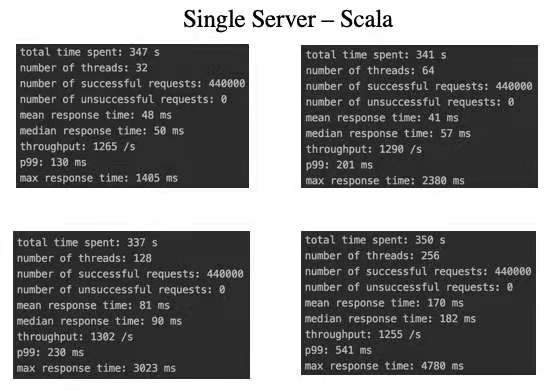 Single Server – Scala
total time spent: 347 s
number of threads: 32
number of successful requests: 440000
number of unsuccessful requests: 0
mean response time: 48 ms
median response time: 50 ms
throughput: 1265 /s
p99: 130 ms
max response time: 1405 ms
total time spent: 341 s
number of threads: 64
number of successful requests: 440000
number of unsuccessful requests: 0
mean response time: 41 ms
median response time: 57 ms
throughput: 1290 /s
p99: 201 ms
max response time: 2380 ms
total time spent: 337 s
number of threads: 128
number of successful requests: 440000
number of unsuccessful requests: 0
mean response time: 81 ms
median response time: 90 ms
throughput: 1302 /s
p99: 230 ms
max response time: 3023 ms
total time spent: 350 s
number of threads: 256
number of successful requests: 440000
number of unsuccessful requests: 0
mean response time: 170 ms
median response time: 182 ms
throughput: 1255 /s
p99: 541 ms
max response time: 4780 ms